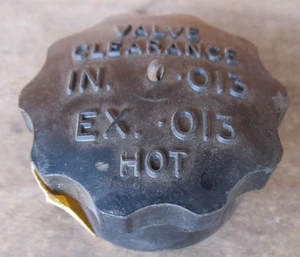 VALVE
CLEARANCE
IN. ·013
EX. ·013
HOT